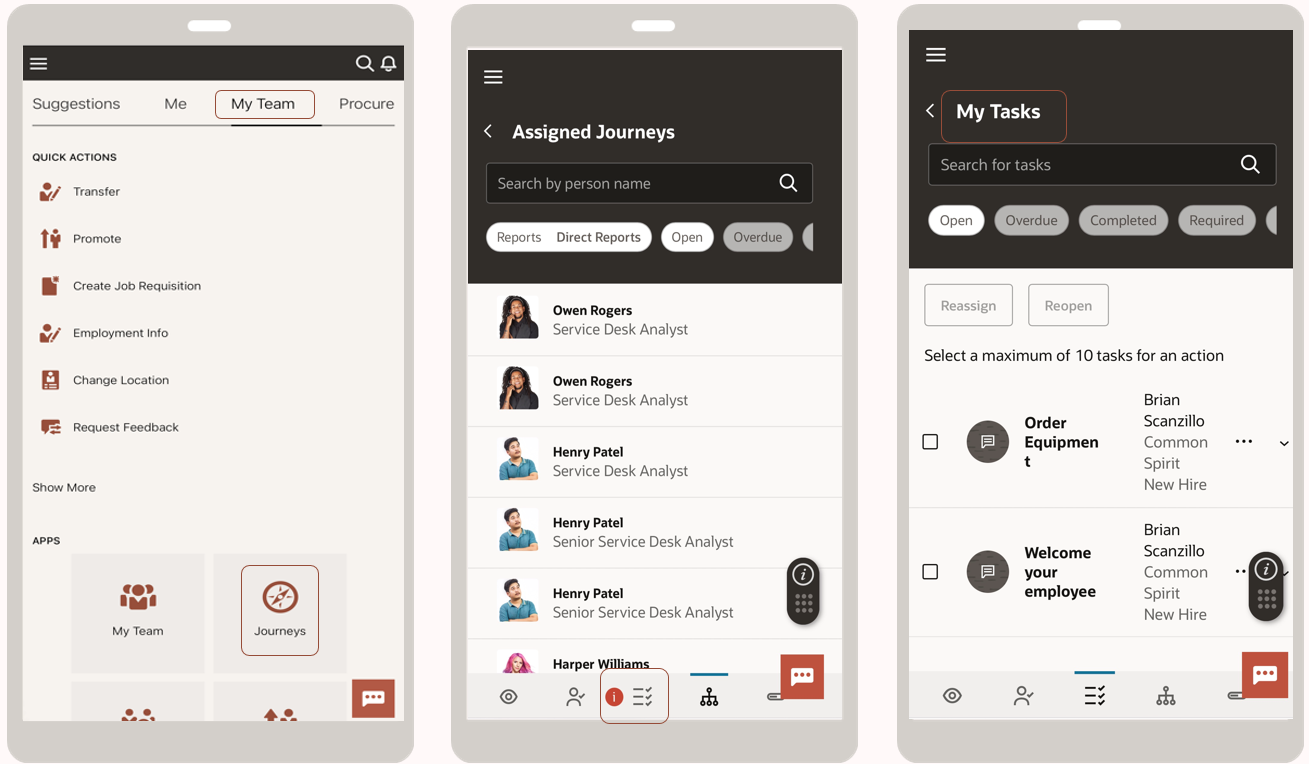 Suggestions Me My Team Procure
QUICK ACTIONS
Transfer
Promote
Create Job Requisition
Employment Info
Change Location
Request Feedback
Show More
APPS
My Team Journeys
Assigned Journeys
Search by person name
Reports Direct Reports Open Overdue
Owen Rogers
Service Desk Analyst
Owen Rogers
Service Desk Analyst
Henry Patel
Service Desk Analyst
Henry Patel
Senior Service Desk Analyst
Henry Patel
Senior Service Desk Analyst
Harper Williams
My Tasks
Search for tasks
Open Overdue Completed Required
Reassign Reopen
Select a maximum of 10 tasks for an action
Order
Equipmen
t
Brian
Scanzillo
Common
Spirit
New Hire
Welcome
your
employee
Brian
Scanzillo
Common
Spirit
New Hire